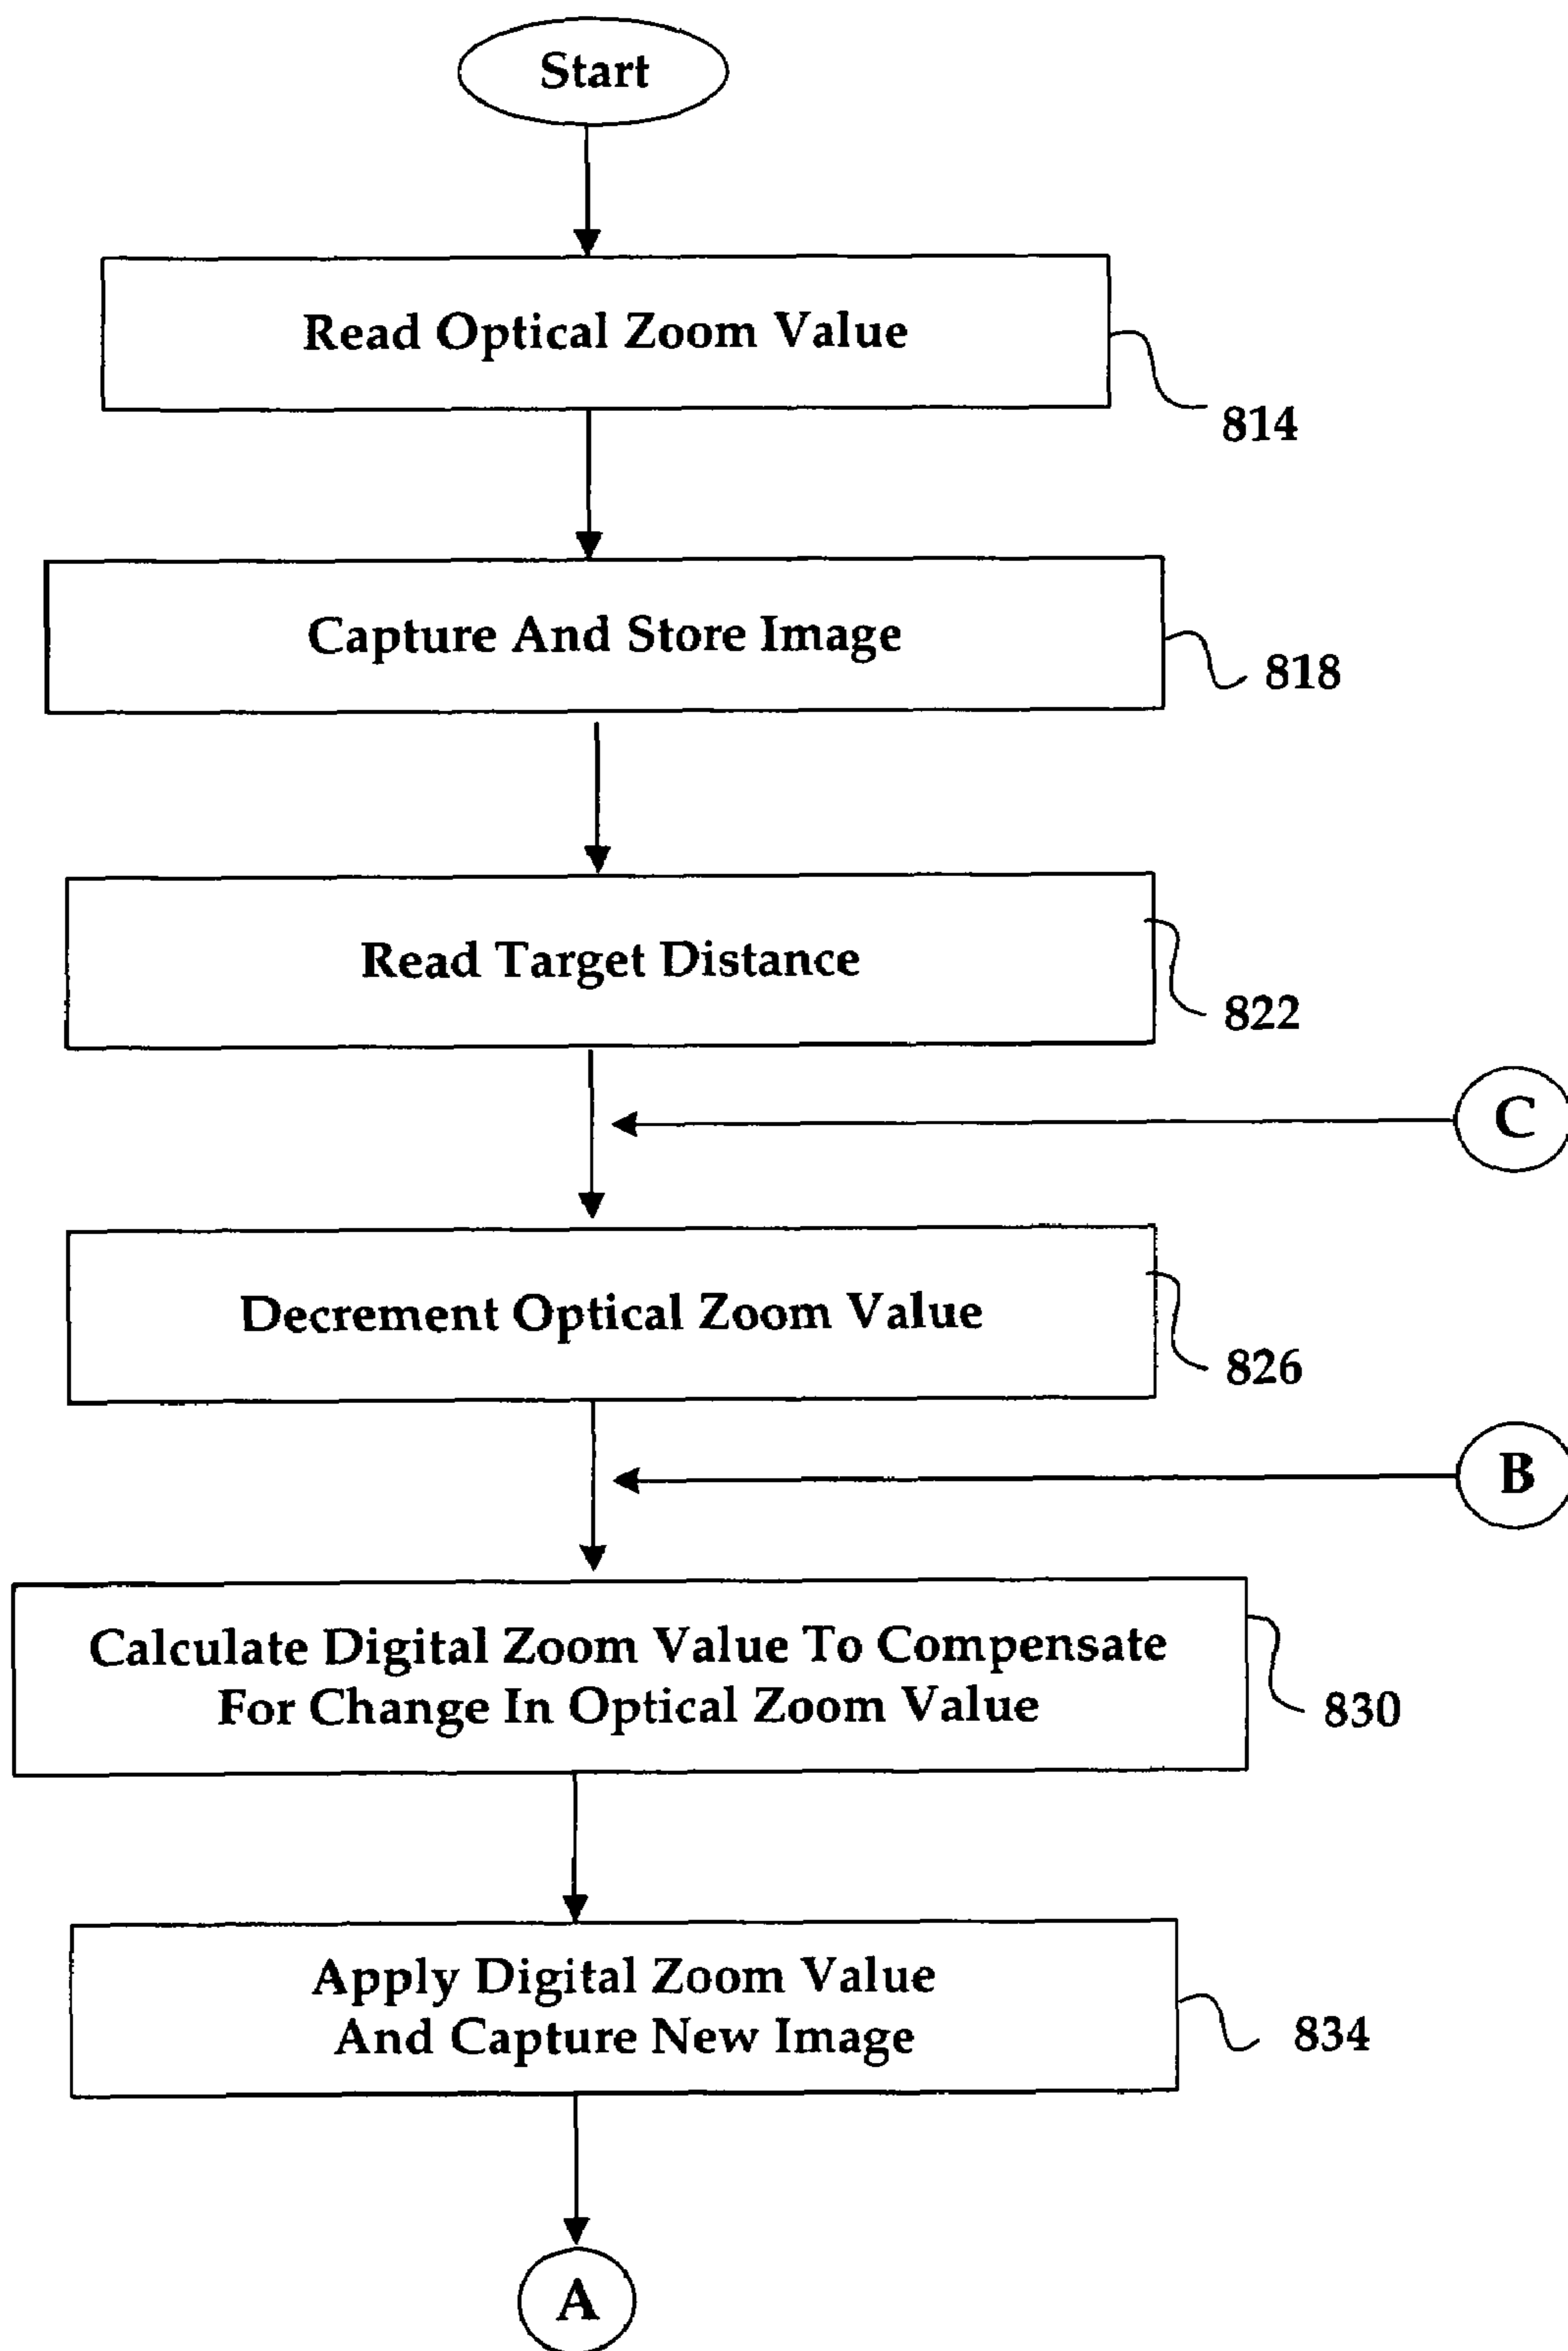 Start
Read Optical Zoom Value
814
Capture And Store Image
818
Read Target Distance
822
C
Decrement Optical Zoom Value
826
B
Calculate Digital Zoom Value To Compensate
For Change In Optical Zoom Value
830
Apply Digital Zoom Value
And Capture New Image
834
A